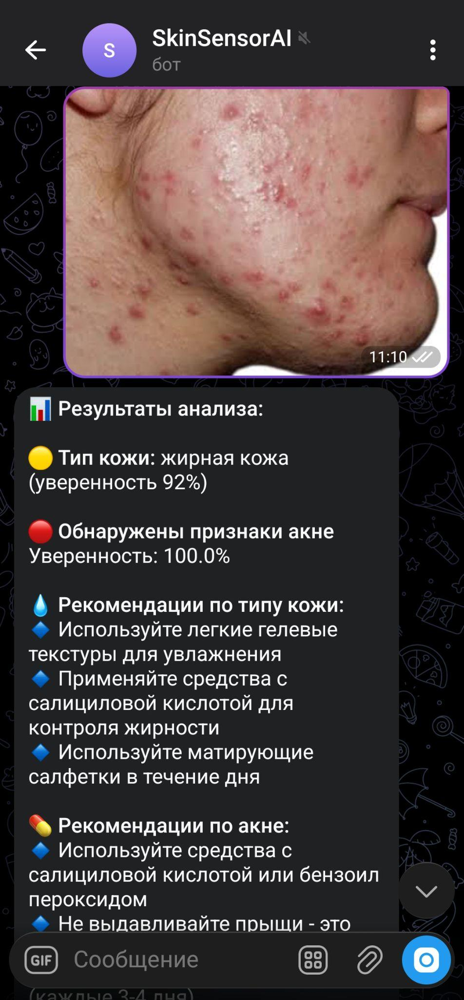 S
SkinSensorAI
бот
11:10
Результаты анализа:
Тип кожи: жирная кожа
(уверенность 92%)
Обнаружены признаки акне
Уверенность: 100.0%
Рекомендации по типу кожи:
Используйте легкие гелевые
текстуры для увлажнения
Применяйте средства с
салициловой кислотой для
контроля жирности
Используйте матирующие
салфетки в течение дня
Рекомендации по акне:
Используйте средства с
салициловой кислотой или бензоил
пероксидом
Не выдавливайте прыщи - это
GIF
Сообщение
(каждые 3-4 дня)